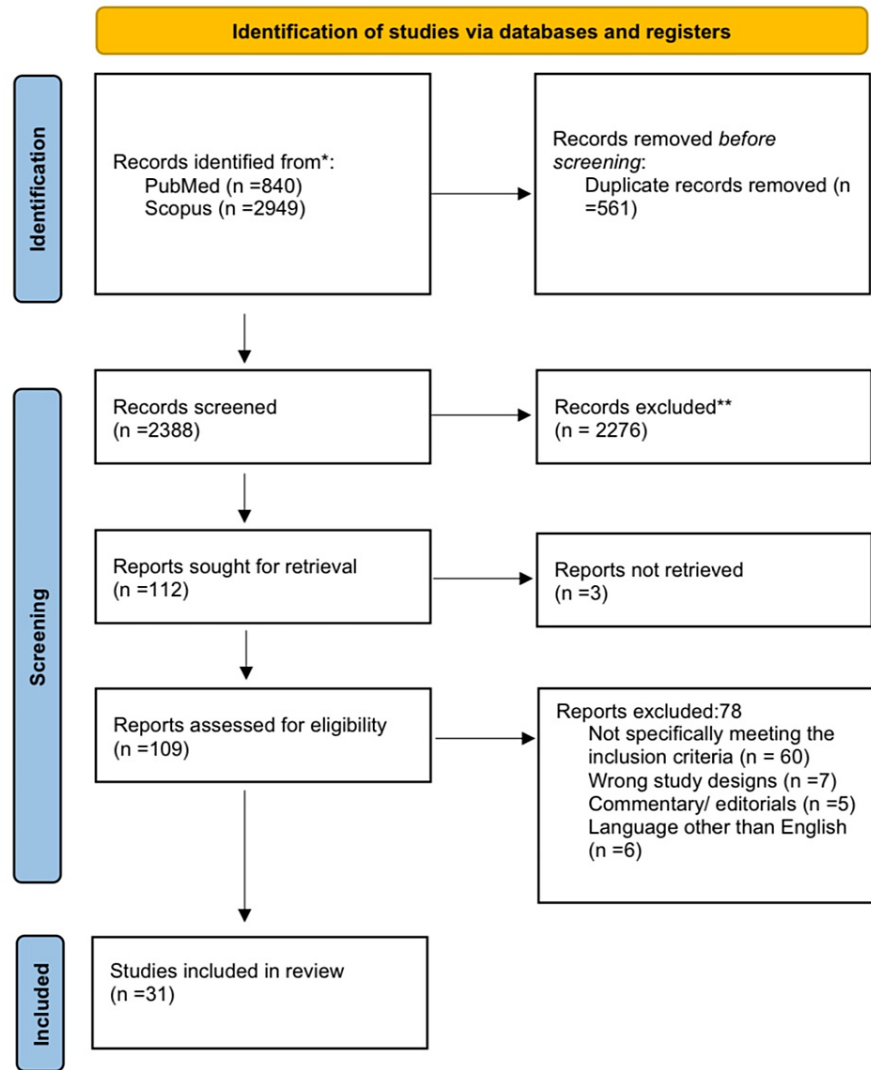 Identification of studies via databases and registers
Identification
Records identified from*:
PubMed (n =840)
Scopus (n =2949)
Records removed before
screening:
Duplicate records removed (n
=561)
Screening
Records screened
(n =2388)
Records excluded**
(n = 2276)
Reports sought for retrieval
(n =112)
Reports not retrieved
(n =3)
Reports assessed for eligibility
(n =109)
Reports excluded:78
Not specifically meeting the
inclusion criteria (n = 60)
Wrong study designs (n =7)
Commentary/ editorials (n =5)
Language other than English
(n =6)
Included
Studies included in review
(n =31)